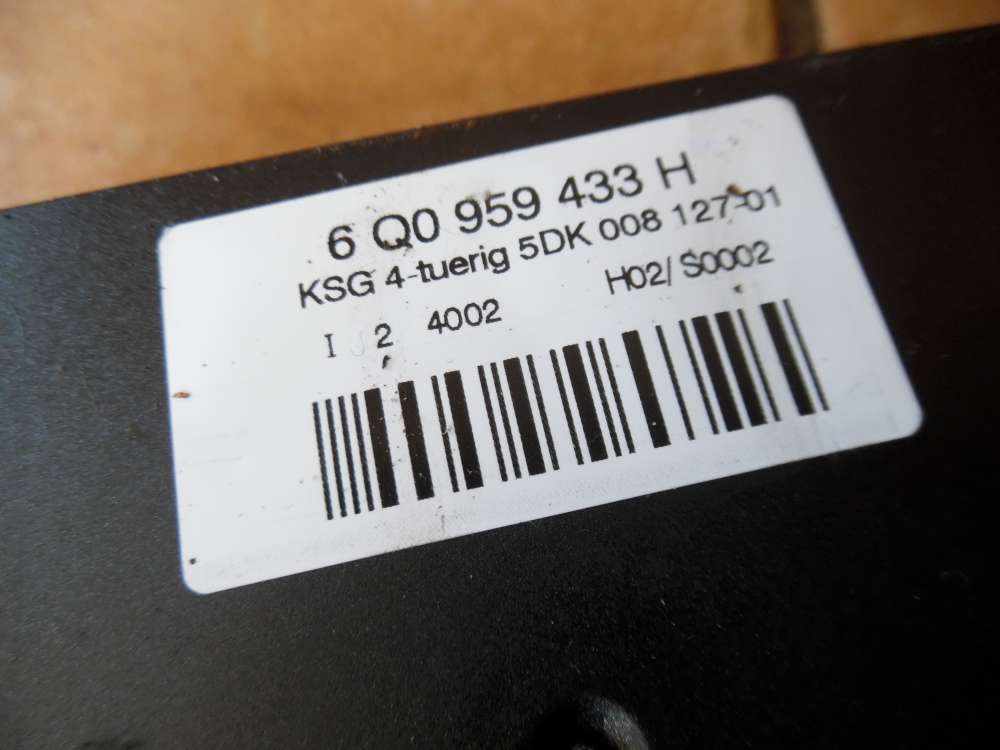 6 Q0 959 433 H
KSG 4-tuerig 5DK 008 127-01
I 2 4002 H02/ S0002